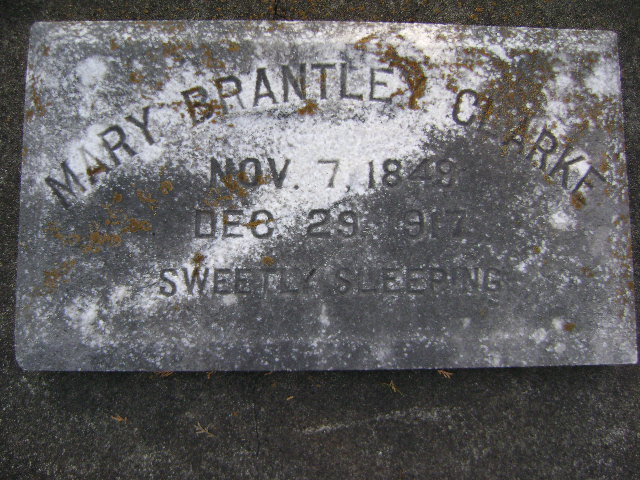 MARY BRANTLEY CLARKE
NOV. 7, 1849
DEC. 29, 1917
SWEETLY SLEEPING